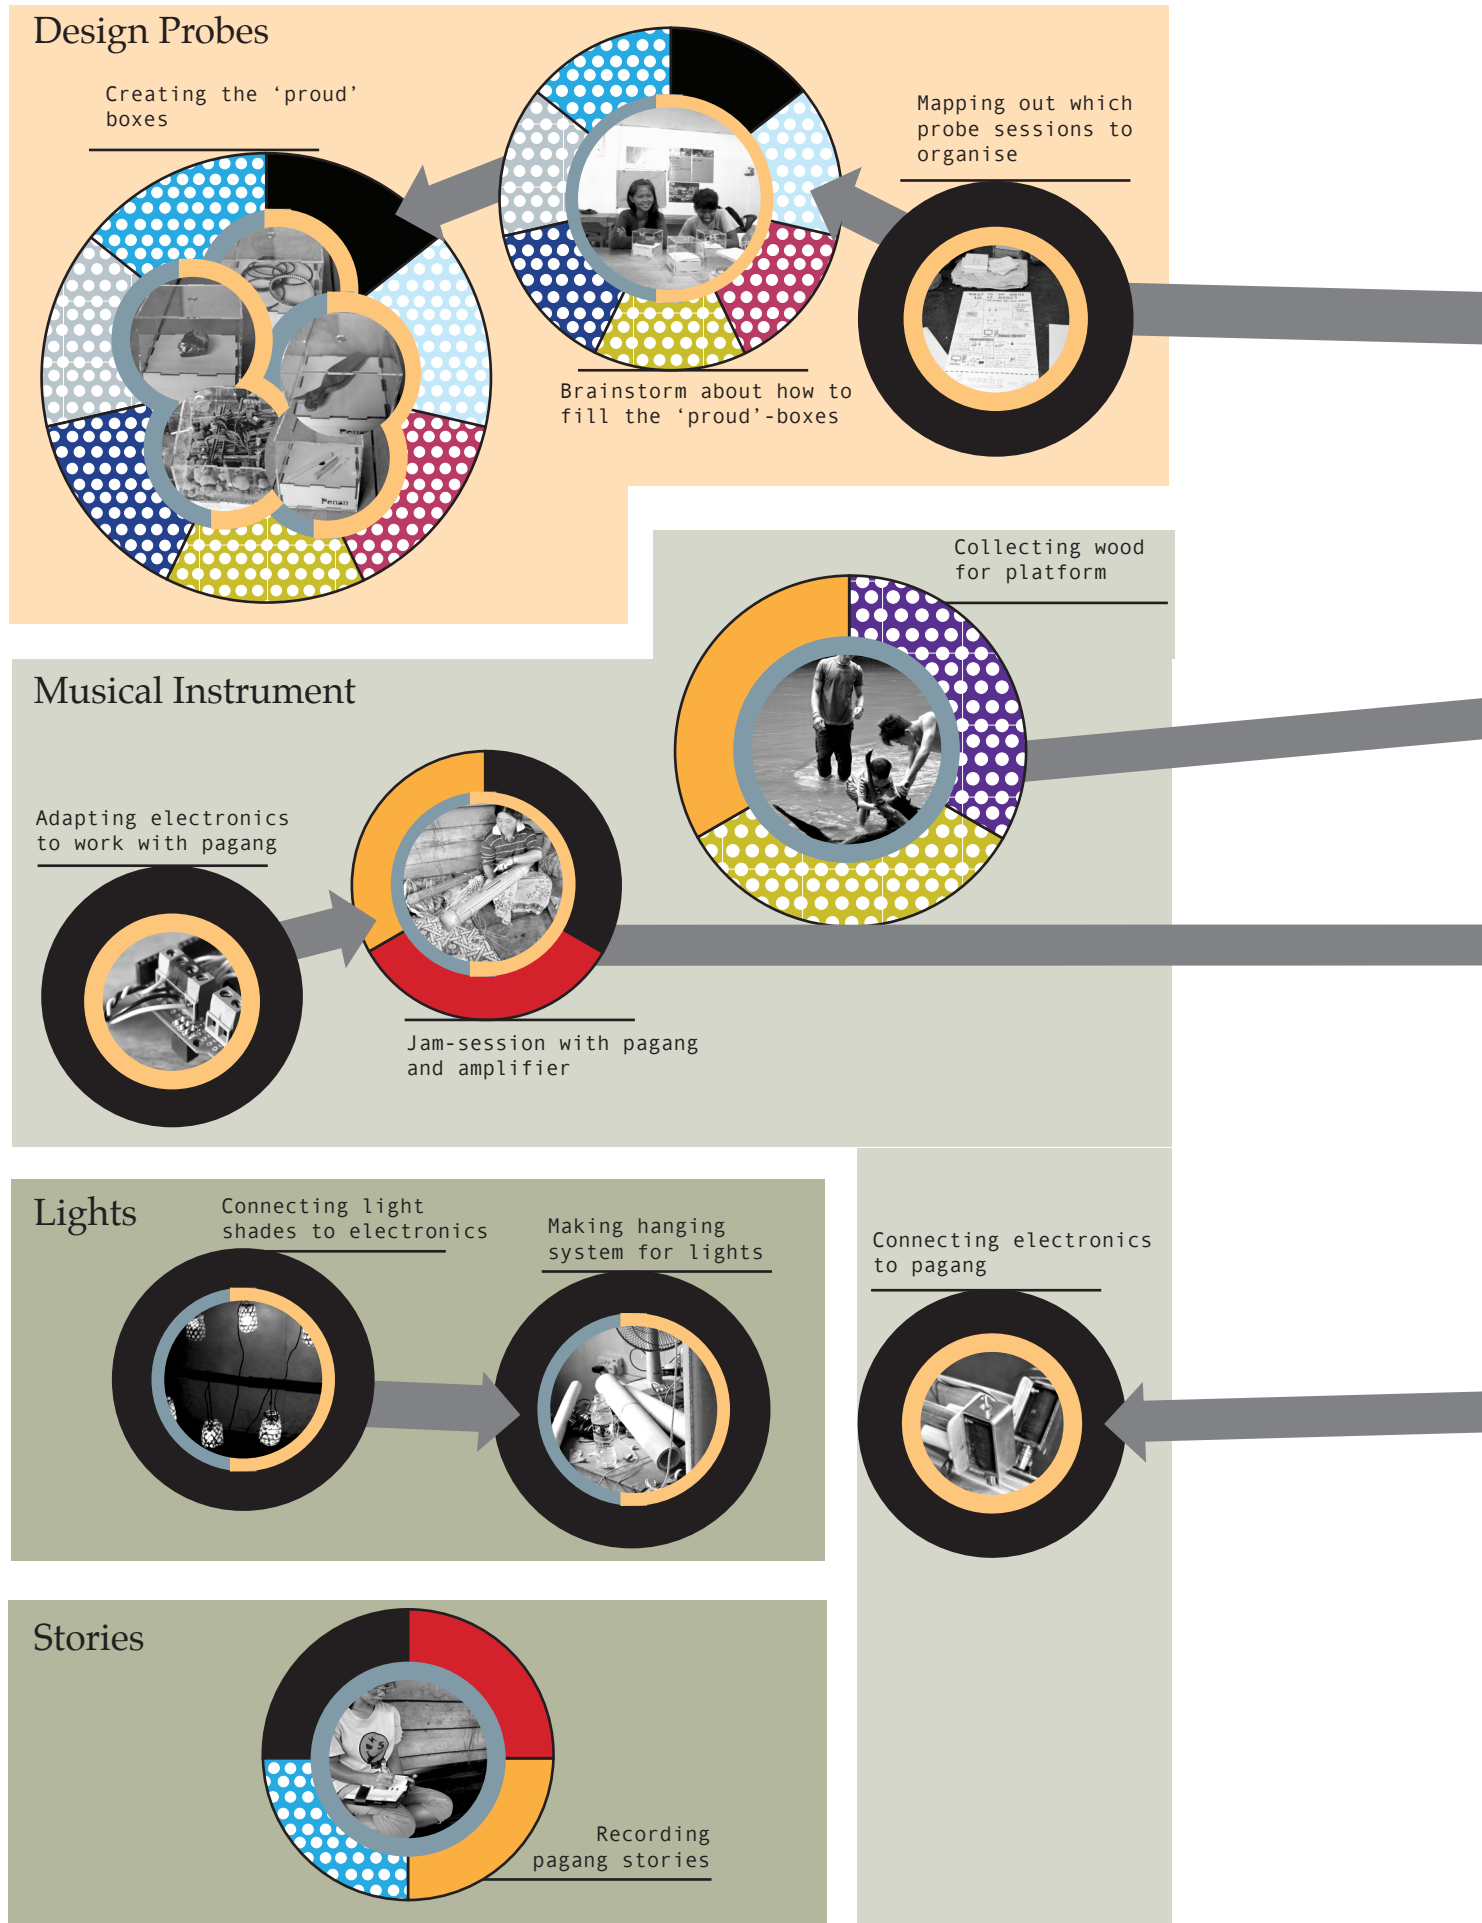 Design Probes
Creating the ‘proud’
boxes
Mapping out which
probe sessions to
organise
Brainstorm about how to
fill the ‘proud’-boxes
Penan
Collecting wood
for platform
Musical Instrument
Adapting electronics
to work with pagang
Jam-session with pagang
and amplifier
Lights
Connecting light
shades to electronics
Making hanging
system for lights
Connecting electronics
to pagang
Stories
Recording
pagang stories